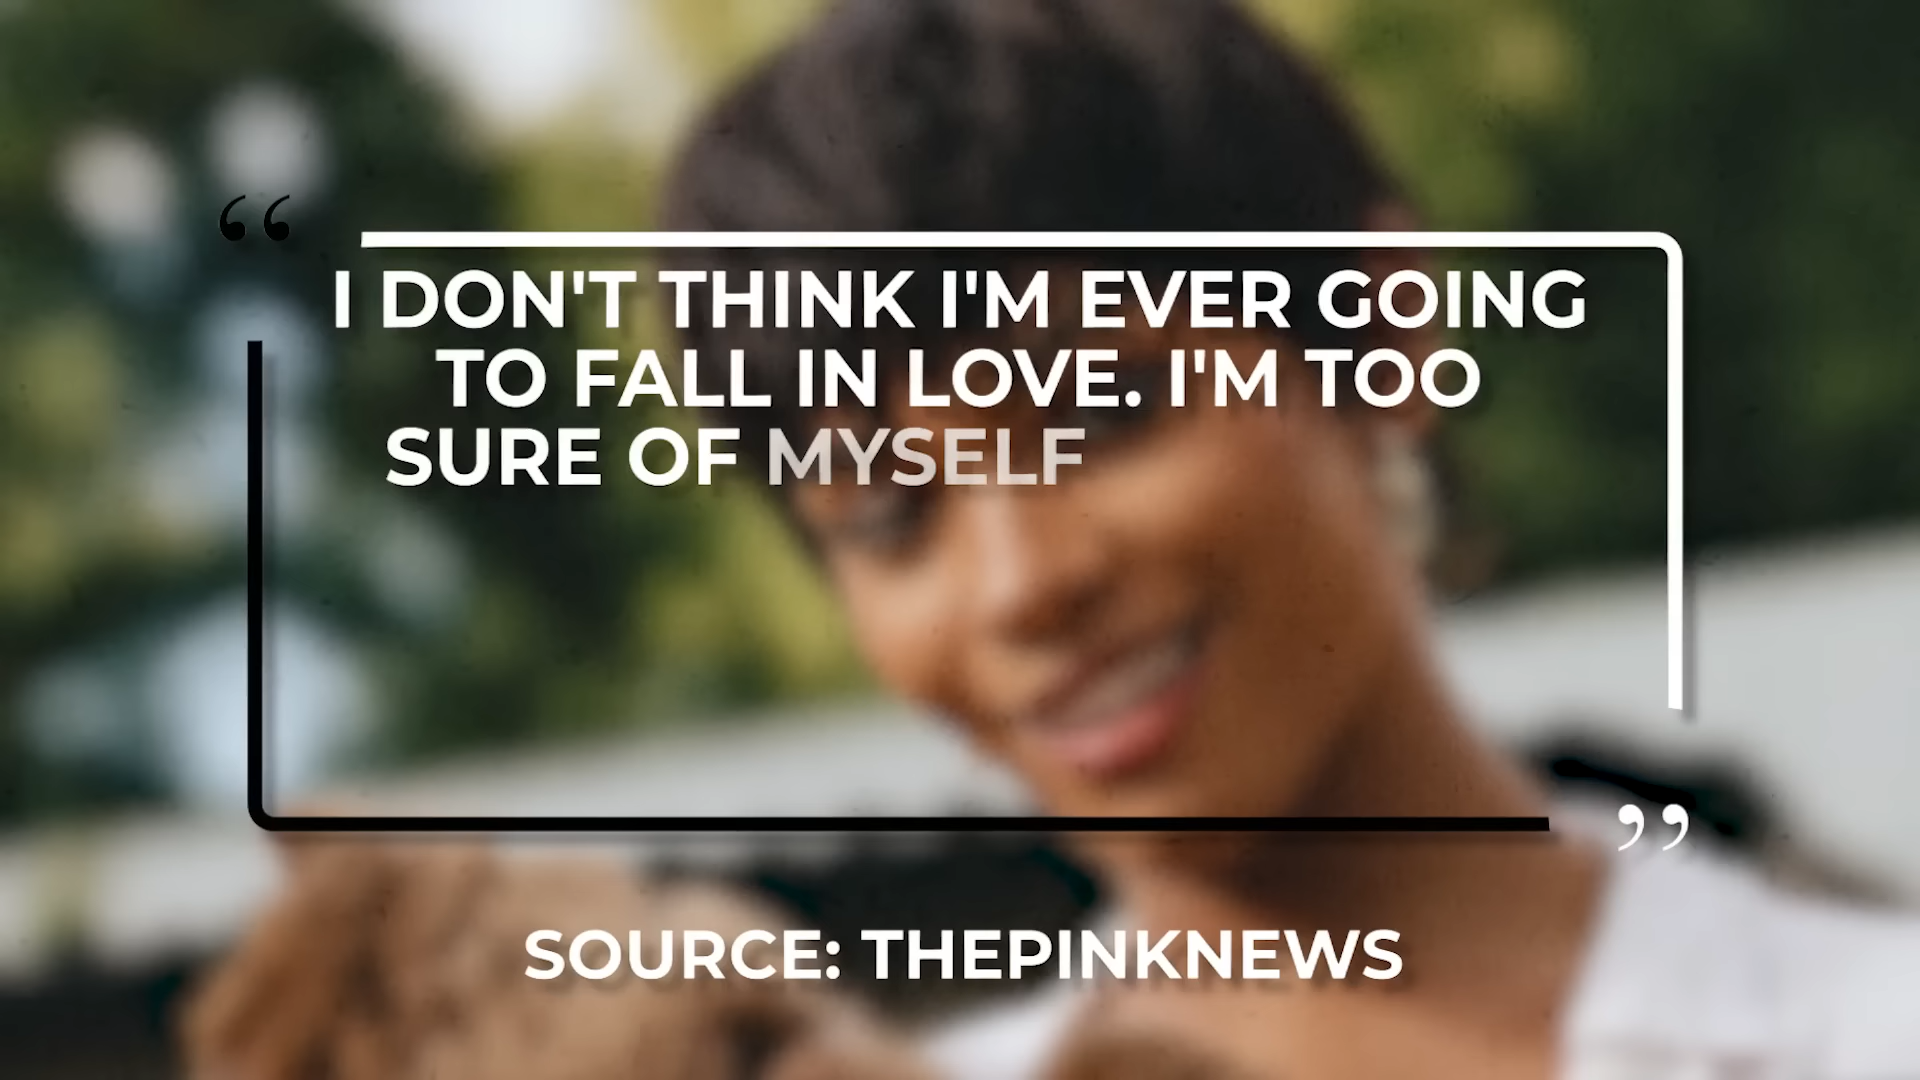 “
I DON'T THINK I'M EVER GOING
TO FALL IN LOVE. I'M TOO
SURE OF MYSELF
”
SOURCE: THEPINKNEWS